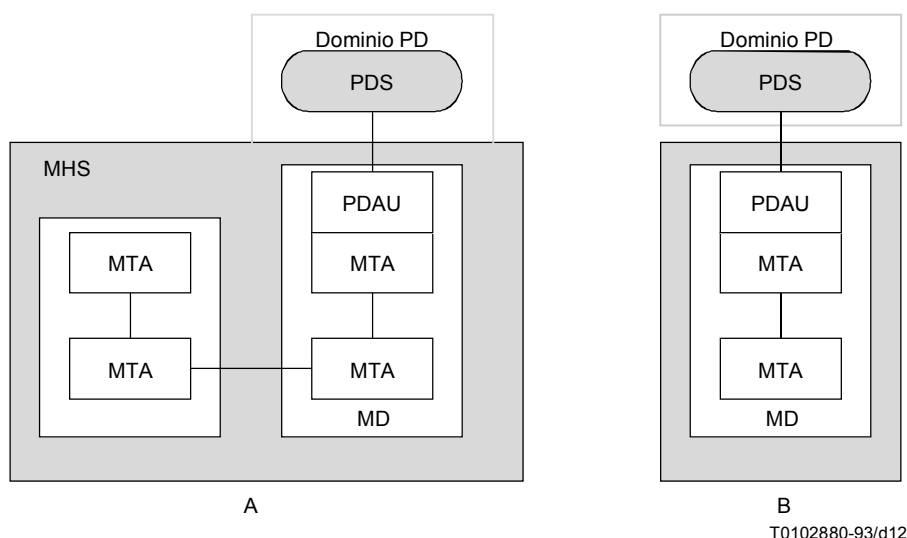 Dominio PD
PDS
MHS
PDAU
MTA
MTA
MTA
MTA
MD
A
Dominio PD
PDS
PDAU
MTA
MTA
MD
B
T0102880-93/d12